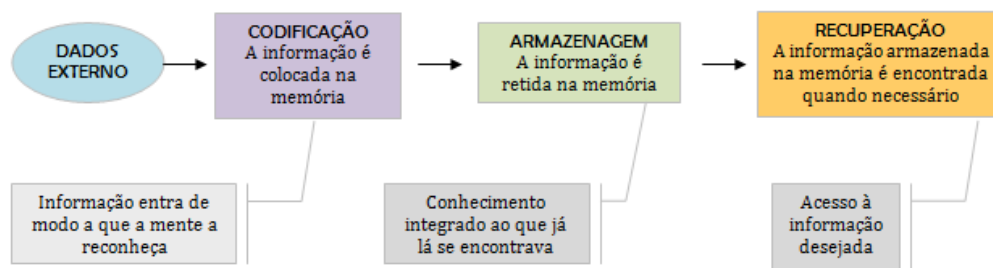 DADOS
EXTERNO
CODIFICAÇÃO
A informação é
colocada na
memória
ARMAZENAGEM
A informação é
retida na memória
RECUPERAÇÃO
A informação armazenada
na memória é encontrada
quando necessário
Informação entra de
modo a que a mente a
reconheça
Conhecimento
integrado ao que já
lá se encontrava
Acesso à
informação
desejada